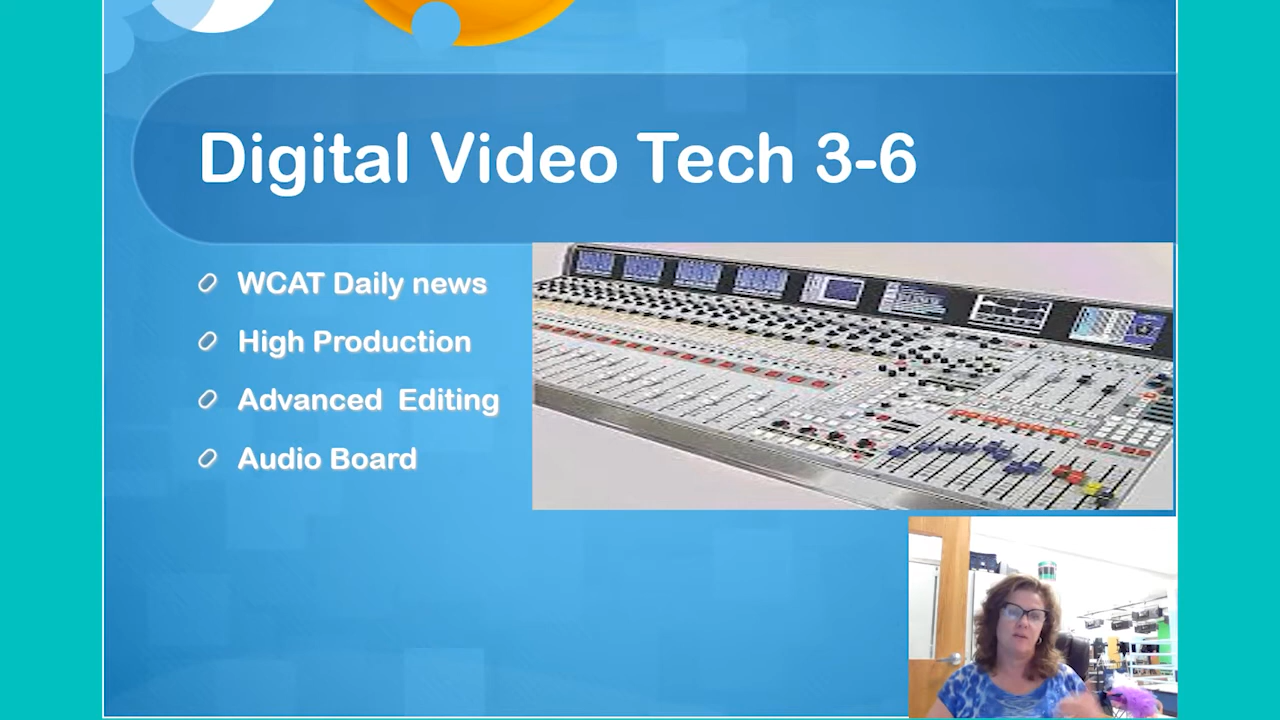 Digital Video Tech 3-6
WCAT Daily news
High Production
Advanced Editing
Audio Board